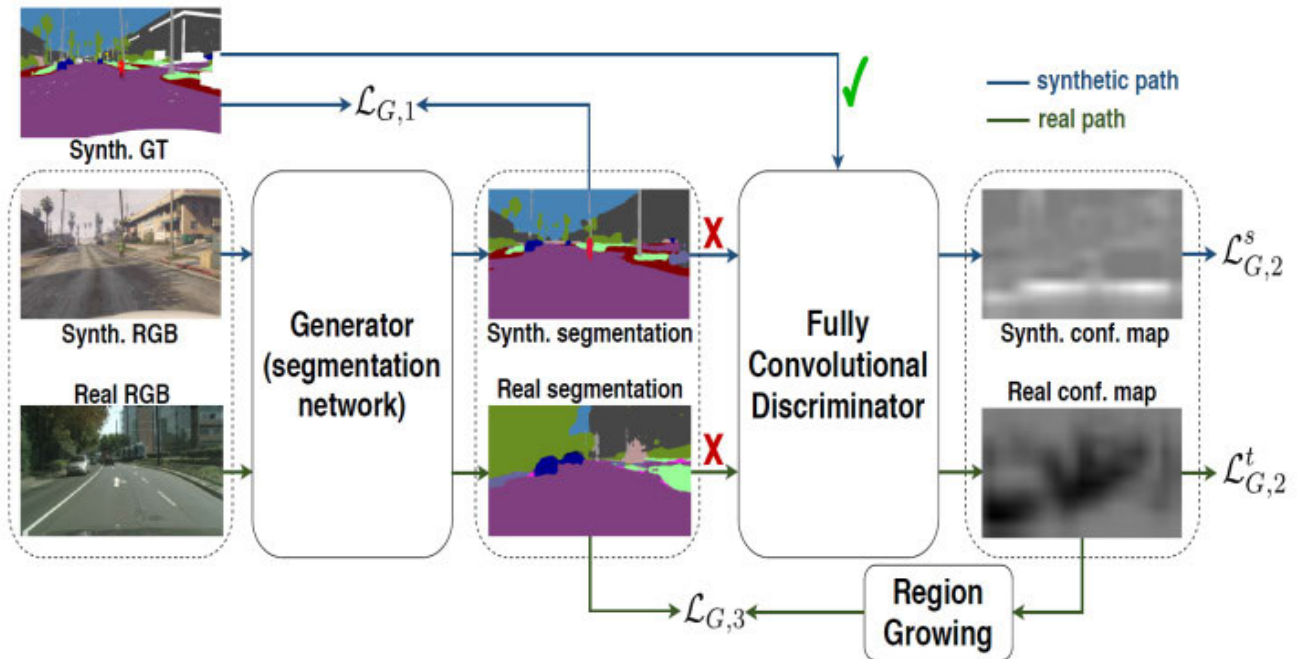 synthetic path
real path
Synth. GT
Synth. RGB
Real RGB
Generator
(segmentation
network)
Synth. segmentation
Real segmentation
X
X
Fully
Convolutional
Discriminator
Synth. conf. map
Real conf. map
Region
Growing
ℒ_{G,1}
ℒ^s_{G,2}
ℒ^t_{G,2}
ℒ_{G,3}